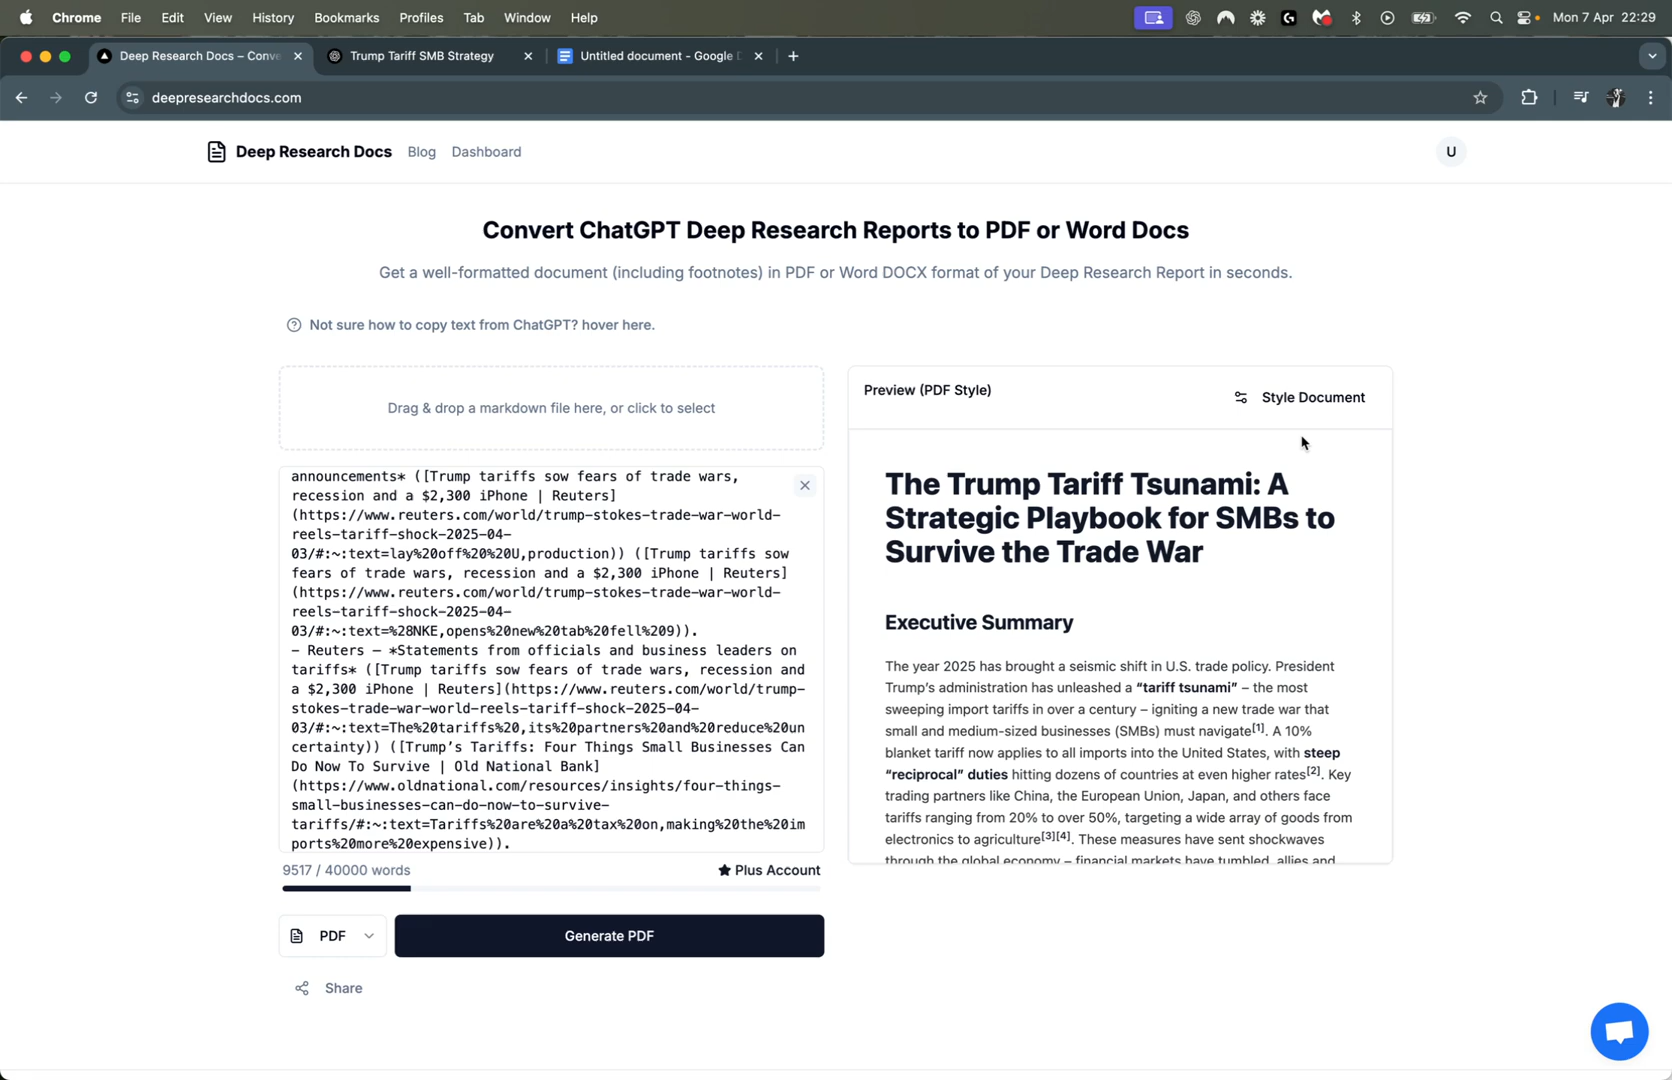 Chrome File Edit View History Bookmarks Profiles Tab Window Help Mon 7 Apr 22:29
Deep Research Docs – Conve Trump Tariff SMB Strategy Untitled document - Google
deepresearchdocs.com
Deep Research Docs Blog Dashboard U
Convert ChatGPT Deep Research Reports to PDF or Word Docs
Get a well-formatted document (including footnotes) in PDF or Word DOCX format of your Deep Research Report in seconds.
Not sure how to copy text from ChatGPT? hover here.
Drag & drop a markdown file here, or click to select
announcements* ([Trump tariffs sow fears of trade wars,
recession and a $2,300 iPhone | Reuters]
(https://www.reuters.com/world/trump-stokes-trade-war-world-
reels-tariff-shock-2025-04-
03/#:~:text=lay%20off%20%20U,production)) ([Trump tariffs sow
fears of trade wars, recession and a $2,300 iPhone | Reuters]
(https://www.reuters.com/world/trump-stokes-trade-war-world-
reels-tariff-shock-2025-04-
03/#:~:text=%28NKE,opens%20new%20tab%20fell%209)).
– Reuters – *Statements from officials and business leaders on
tariffs* ([Trump tariffs sow fears of trade wars, recession and
a $2,300 iPhone | Reuters](https://www.reuters.com/world/trump-
stokes-trade-war-world-reels-tariff-shock-2025-04-
03/#:~:text=The%20tariffs%20,its%20partners%20and%20reduce%20un
certainty)) ([Trump’s Tariffs: Four Things Small Businesses Can
Do Now To Survive | Old National Bank]
(https://www.oldnational.com/resources/insights/four-things-
small-businesses-can-do-now-to-survive-
tariffs/#:~:text=Tariffs%20are%20a%20tax%20on,making%20the%20im
ports%20more%20expensive)).
9517 / 40000 words
Plus Account
PDF
Generate PDF
Share
Preview (PDF Style)
Style Document
The Trump Tariff Tsunami: A
Strategic Playbook for SMBs to
Survive the Trade War
Executive Summary
The year 2025 has brought a seismic shift in U.S. trade policy. President
Trump’s administration has unleashed a “tariff tsunami” – the most
sweeping import tariffs in over a century – igniting a new trade war that
small and medium-sized businesses (SMBs) must navigate[1]. A 10%
blanket tariff now applies to all imports into the United States, with steep
“reciprocal” duties hitting dozens of countries at even higher rates[2]. Key
trading partners like China, the European Union, Japan, and others face
tariffs ranging from 20% to over 50%, targeting a wide array of goods from
electronics to agriculture[3][4]. These measures have sent shockwaves
through the global economy – financial markets have tumbled, allies and